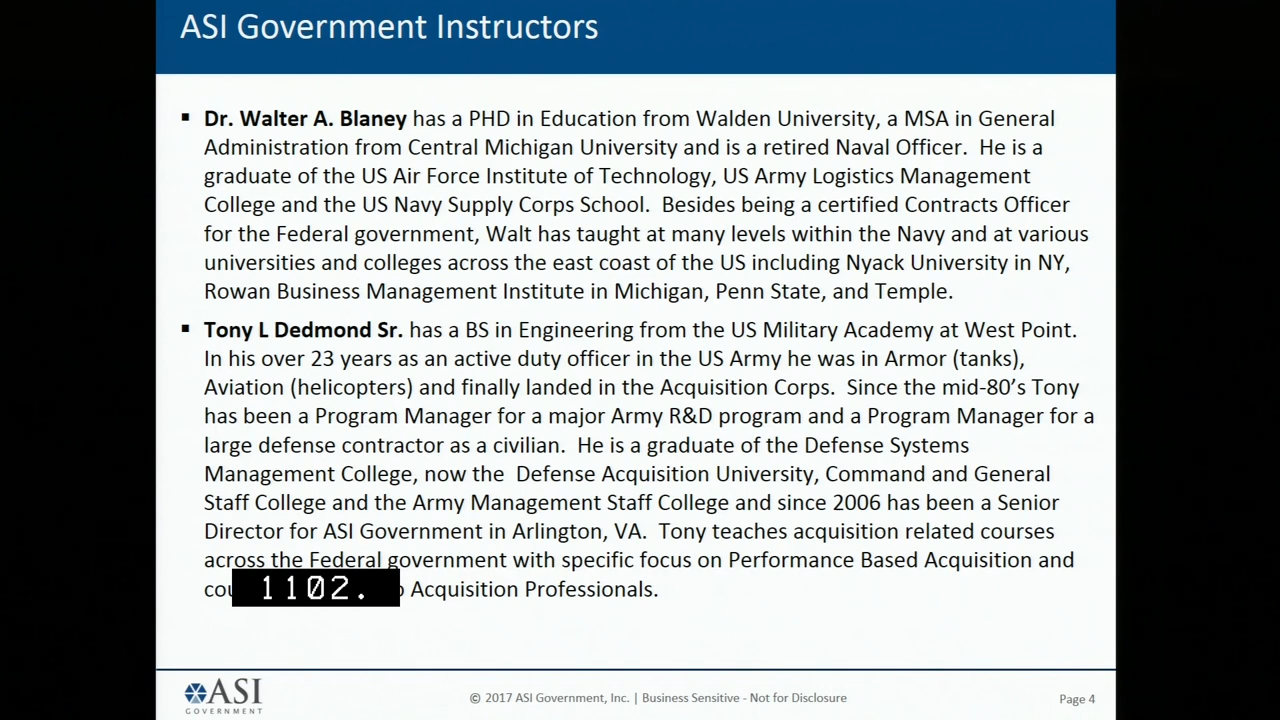 ASI Government Instructors
▪ Dr. Walter A. Blaney has a PHD in Education from Walden University, a MSA in General
Administration from Central Michigan University and is a retired Naval Officer. He is a
graduate of the US Air Force Institute of Technology, US Army Logistics Management
College and the US Navy Supply Corps School. Besides being a certified Contracts Officer
for the Federal government, Walt has taught at many levels within the Navy and at various
universities and colleges across the east coast of the US including Nyack University in NY,
Rowan Business Management Institute in Michigan, Penn State, and Temple.
▪ Tony L Dedmond Sr. has a BS in Engineering from the US Military Academy at West Point.
In his over 23 years as an active duty officer in the US Army he was in Armor (tanks),
Aviation (helicopters) and finally landed in the Acquisition Corps. Since the mid-80's Tony
has been a Program Manager for a major Army R&D program and a Program Manager for a
large defense contractor as a civilian. He is a graduate of the Defense Systems
Management College, now the Defense Acquisition University, Command and General
Staff College and the Army Management Staff College and since 2006 has been a Senior
Director for ASI Government in Arlington, VA. Tony teaches acquisition related courses
across the Federal government with specific focus on Performance Based Acquisition and
Acquisition Professionals.
1102.
ASI
GOVERNMENT
© 2017 ASI Government, Inc. | Business Sensitive - Not for Disclosure
Page 4